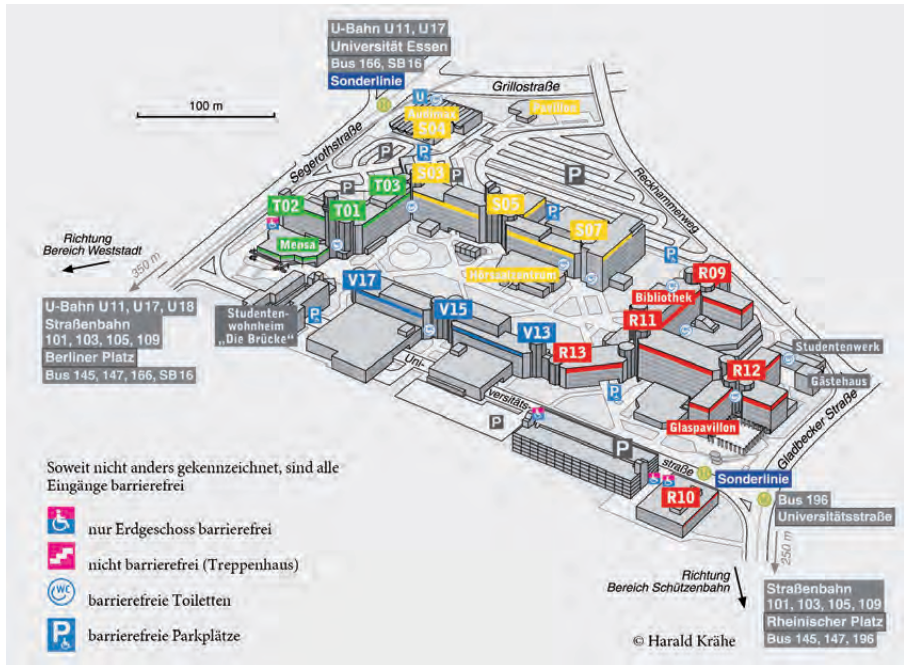 U-Bahn U11, U17
Universität Essen
Bus 166, SB16
Sonderlinie
100 m
Grillostraße
Segerothstraße
Reckhammerweg
U
H
Audimax
S04
Pavillon
P
P
P
P
S03
P
T03
T02
T01
S05
P
S07
Mensa
Hörsaalzentrum
P
R09
Richtung
Bereich Weststadt
350 m
U-Bahn U11, U17, U18
Straßenbahn
101, 103, 105, 109
Berliner Platz
Bus 145, 147, 166, SB16
Studenten-
wohnheim
„Die Brücke“
P
V17
V15
V13
R13
Bibliothek
R11
R12
Studentenwerk
Gästehaus
Glaspavillon
P
Uni-
versitäts-
straße
P
P
H
Sonderlinie
R10
Gladbecker Straße
H
Bus 196
Universitätsstraße
250 m
Richtung
Bereich Schützenbahn
Straßenbahn
101, 103, 105, 109
Rheinischer Platz
Bus 145, 147, 196
Soweit nicht anders gekennzeichnet, sind alle
Eingänge barrierefrei
nur Erdgeschoss barrierefrei
nicht barrierefrei (Treppenhaus)
WC
barrierefreie Toiletten
P
barrierefreie Parkplätze
© Harald Krähe